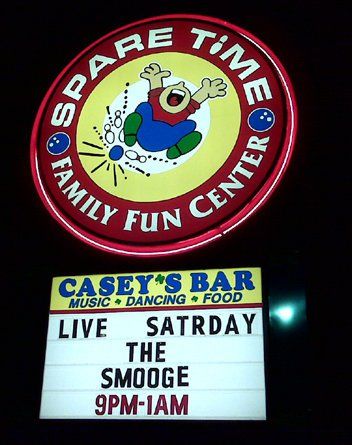 SPARE TiME
FAMILY FUN CENTER
CASEY'S BAR
MUSIC DANCING FOOD
LIVE SATRDAY
THE
SMOOGE
9PM-1AM